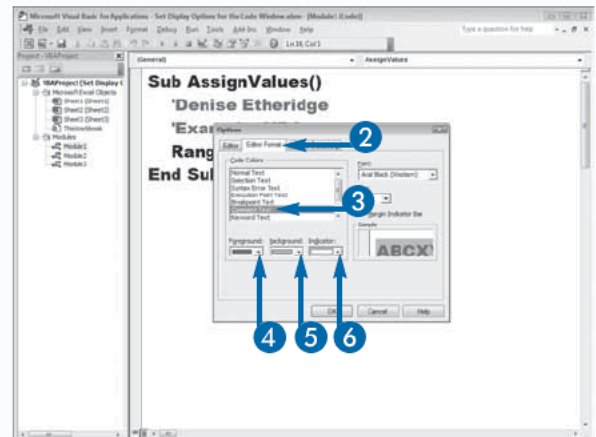 Microsoft Visual Basic for Applications - Set Display Options for the Code Window.xlsm - [Module1 (Code)]
File Edit View Insert Format Debug Run Tools Add-Ins Window Help
Type a question for help
Ln 16, Col 1
Project - VBAProject
(General)
AssignValues
VBAProject (Set Display
Microsoft Excel Objects
Sheet1 (Sheet1)
Sheet2 (Sheet2)
Sheet3 (Sheet3)
ThisWorkbook
Modules
Module1
Module2
Module3
Sub AssignValues()
'Denise Etheridge
'Exa
Rang
End Su
Options
Editor
Editor Format
2
Code Colors
Normal Text
Selection Text
Syntax Error Text
Execution Point Text
Breakpoint Text
Comment Text
Keyword Text
3
Font:
Arial Black (Western)
Margin Indicator Bar
Sample
ABCX
Foreground:
Background:
Indicator:
4
5
6
OK
Cancel
Help